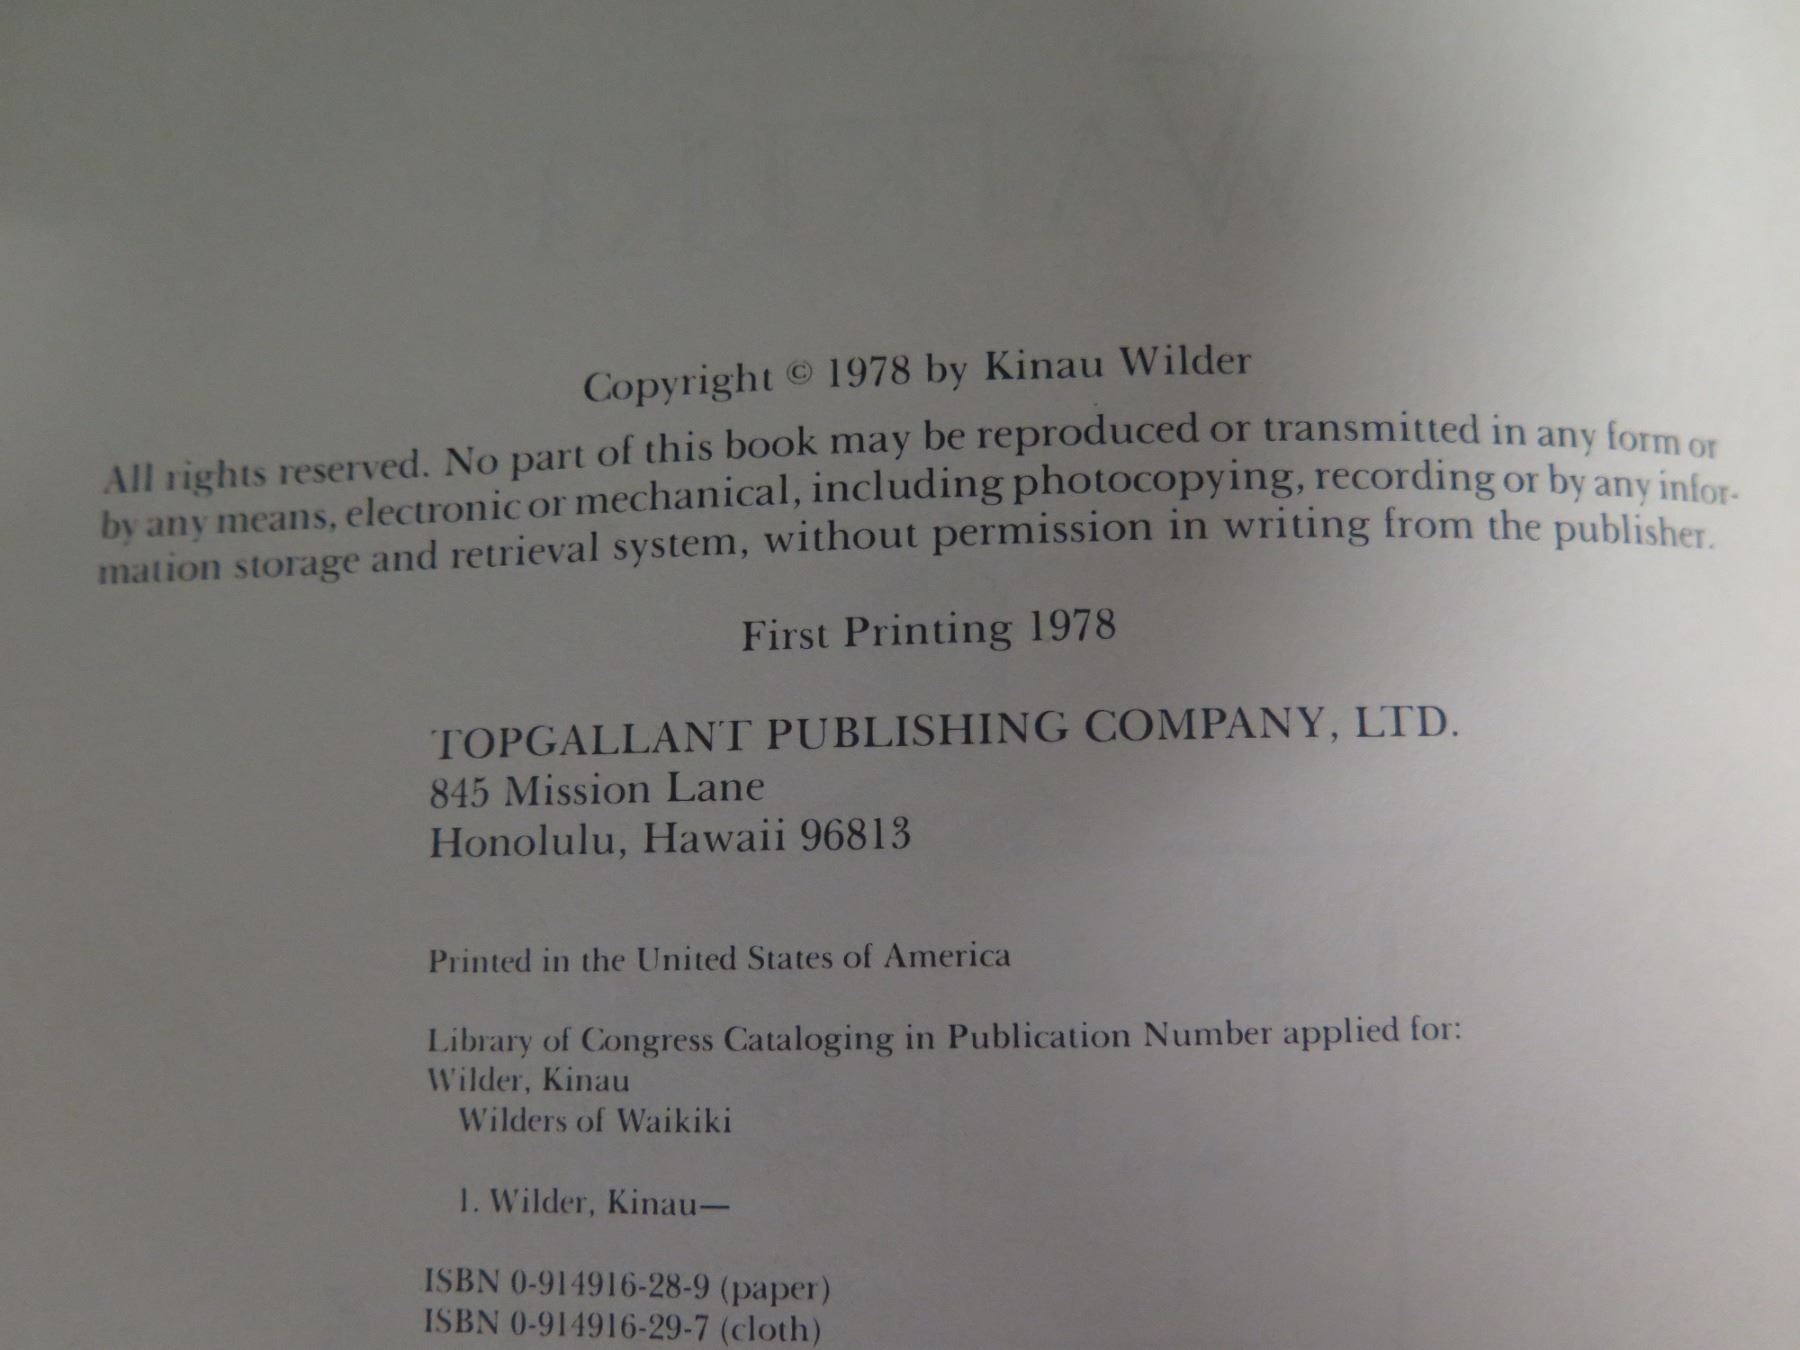 Copyright © 1978 by Kinau Wilder
All rights reserved. No part of this book may be reproduced or transmitted in any form or
by any means, electronic or mechanical, including photocopying, recording or by any infor-
mation storage and retrieval system, without permission in writing from the publisher.
First Printing 1978
TOPGALLANT PUBLISHING COMPANY, LTD.
845 Mission Lane
Honolulu, Hawaii 96813
Printed in the United States of America
Library of Congress Cataloging in Publication Number applied for:
Wilder, Kinau
Wilders of Waikiki
1. Wilder, Kinau—
ISBN 0-914916-28-9 (paper)
ISBN 0-914916-29-7 (cloth)